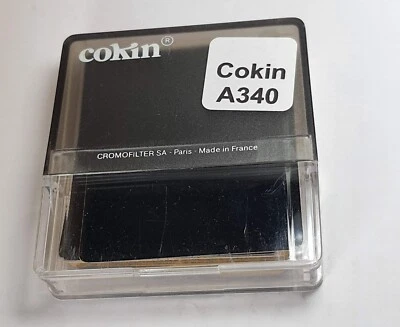 cokin®
Cokin
A340
CROMOFILTER SA - Paris - Made in France